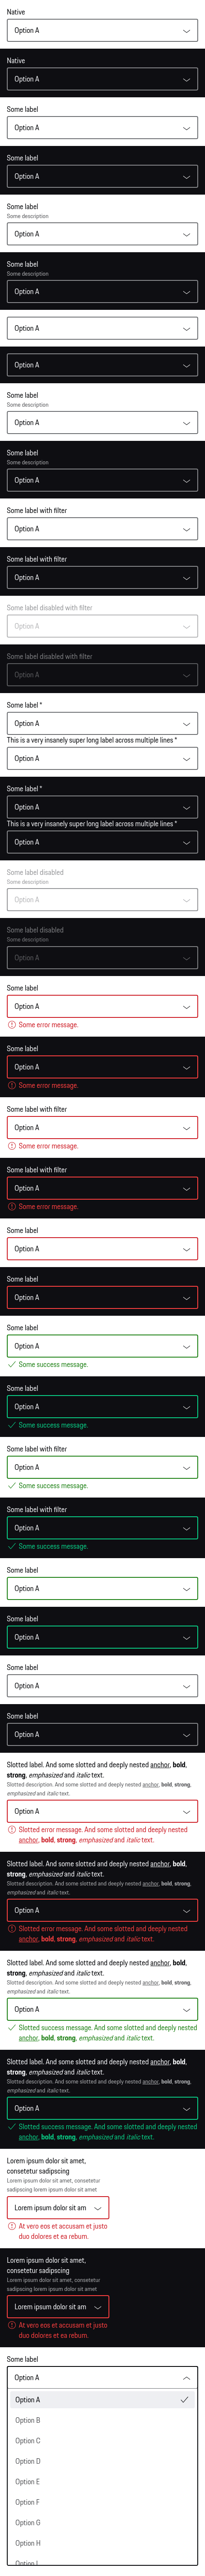 Native
Option A
Native
Option A
Some label
Option A
Some label
Option A
Some label
Some description
Option A
Some label
Some description
Option A
Option A
Option A
Some label
Some description
Option A
Some label
Some description
Option A
Some label with filter
Option A
Some label with filter
Option A
Some label disabled with filter
Option A
Some label disabled with filter
Option A
Some label *
Option A
This is a very insanely super long label across multiple lines *
Option A
Some label *
Option A
This is a very insanely super long label across multiple lines *
Option A
Some label disabled
Some description
Option A
Some label disabled
Some description
Option A
Some label
Option A
Some error message.
Some label
Option A
Some error message.
Some label with filter
Option A
Some error message.
Some label with filter
Option A
Some error message.
Some label
Option A
Some label
Option A
Some label
Option A
Some success message.
Some label
Option A
Some success message.
Some label with filter
Option A
Some success message.
Some label with filter
Option A
Some success message.
Some label
Option A
Some label
Option A
Some label
Option A
Some label
Option A
Slotted label. And some slotted and deeply nested anchor, bold,
strong, emphasized and italic text.
Slotted description. And some slotted and deeply nested anchor, bold, strong,
emphasized and italic text.
Option A
Slotted error message. And some slotted and deeply nested
anchor, bold, strong, emphasized and italic text.
Slotted label. And some slotted and deeply nested anchor, bold,
strong, emphasized and italic text.
Slotted description. And some slotted and deeply nested anchor, bold, strong,
emphasized and italic text.
Option A
Slotted error message. And some slotted and deeply nested
anchor, bold, strong, emphasized and italic text.
Slotted label. And some slotted and deeply nested anchor, bold,
strong, emphasized and italic text.
Slotted description. And some slotted and deeply nested anchor, bold, strong,
emphasized and italic text.
Option A
Slotted success message. And some slotted and deeply nested
anchor, bold, strong, emphasized and italic text.
Slotted label. And some slotted and deeply nested anchor, bold,
strong, emphasized and italic text.
Slotted description. And some slotted and deeply nested anchor, bold, strong,
emphasized and italic text.
Option A
Slotted success message. And some slotted and deeply nested
anchor, bold, strong, emphasized and italic text.
Lorem ipsum dolor sit amet,
consetetur sadipscing
Lorem ipsum dolor sit amet, consetetur
sadipscing lorem ipsum dolor sit amet
Lorem ipsum dolor sit am
At vero eos et accusam et justo
duo dolores et ea rebum.
Lorem ipsum dolor sit amet,
consetetur sadipscing
Lorem ipsum dolor sit amet, consetetur
sadipscing lorem ipsum dolor sit amet
Lorem ipsum dolor sit am
At vero eos et accusam et justo
duo dolores et ea rebum.
Some label
Option A
Option A
Option B
Option C
Option D
Option E
Option F
Option G
Option H
Option I